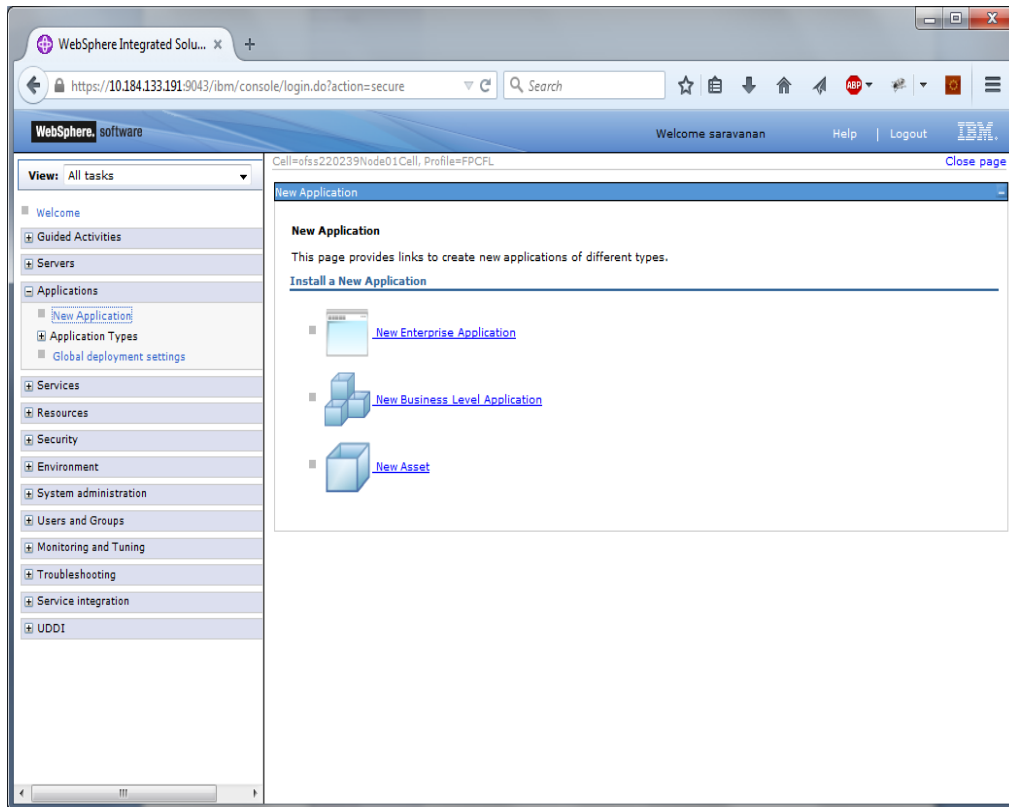 WebSphere Integrated Solu... × +
https://10.184.133.191:9043/ibm/console/login.do?action=secure
Search
ABP
WebSphere. software
Welcome saravanan
Help | Logout
IBM.
View: All tasks
Welcome
Guided Activities
Servers
Applications
New Application
Application Types
Global deployment settings
Services
Resources
Security
Environment
System administration
Users and Groups
Monitoring and Tuning
Troubleshooting
Service integration
UDDI
Cell=ofss220239Node01Cell, Profile=FPCFL
Close page
New Application
New Application
This page provides links to create new applications of different types.
Install a New Application
New Enterprise Application
New Business Level Application
New Asset